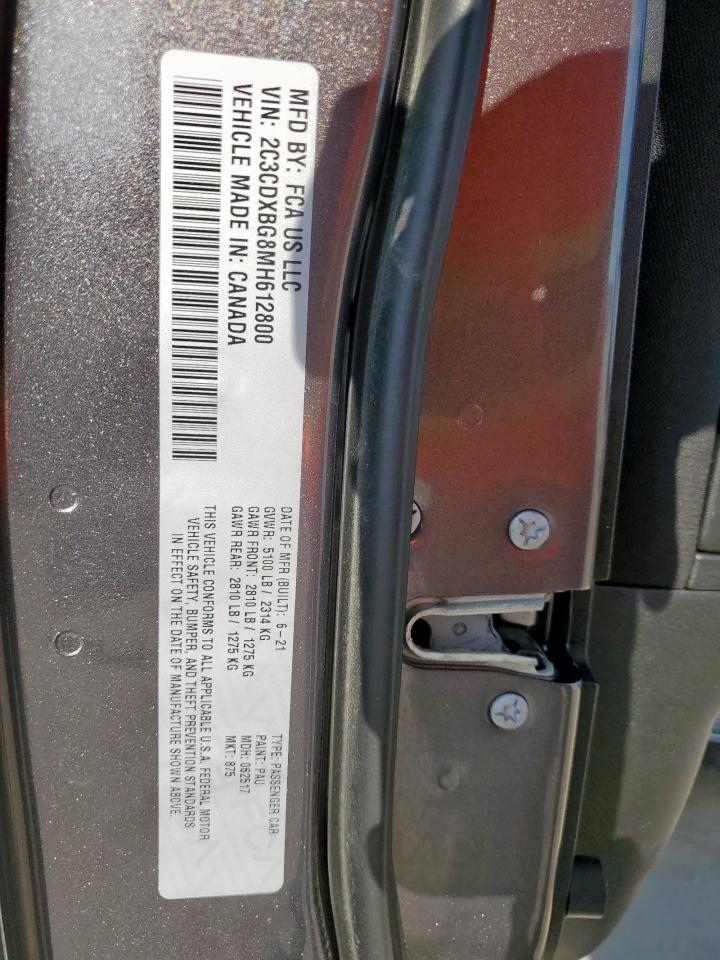 MFD BY: FCA US LLC
VIN: 2C3CDXBG8MH612800
VEHICLE MADE IN: CANADA
DATE OF MFR (BUILT): 6-21
GVWR: 5100 LB / 2314 KG
GAWR FRONT: 2810 LB / 1275 KG
GAWR REAR: 2810 LB / 1275 KG
TYPE: PASSENGER CAR
PAINT: PAU
MDH: 062517
MKT: 875
THIS VEHICLE CONFORMS TO ALL APPLICABLE U.S.A. FEDERAL MOTOR
VEHICLE SAFETY, BUMPER, AND THEFT PREVENTION STANDARDS
IN EFFECT ON THE DATE OF MANUFACTURE SHOWN ABOVE.